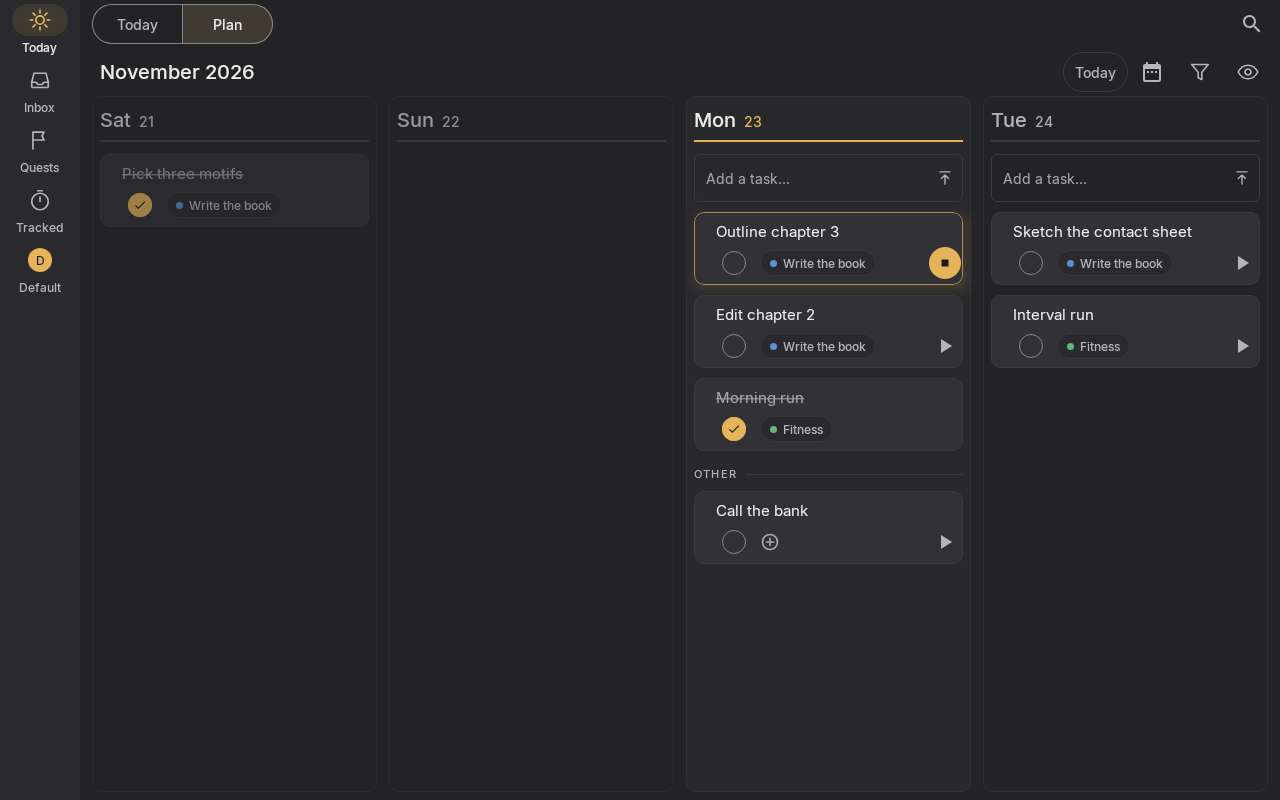 Today
Inbox
Quests
Tracked
D
Default
Today
Plan
November 2026
Today
Sat 21
Pick three motifs
Write the book
Sun 22
Mon 23
Add a task...
Outline chapter 3
Write the book
Edit chapter 2
Write the book
Morning run
Fitness
OTHER
Call the bank
Tue 24
Add a task...
Sketch the contact sheet
Write the book
Interval run
Fitness